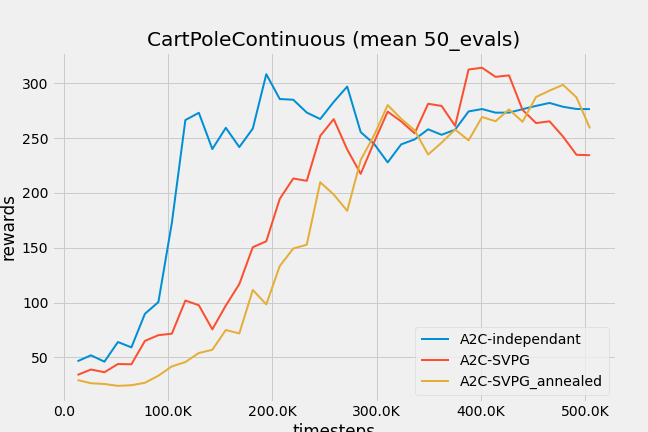 CartPoleContinuous (mean 50_evals)
rewards
300
250
200
150
100
50
0.0 100.0K 200.0K 300.0K 400.0K 500.0K
timesteps
A2C-independant
A2C-SVPG
A2C-SVPG_annealed